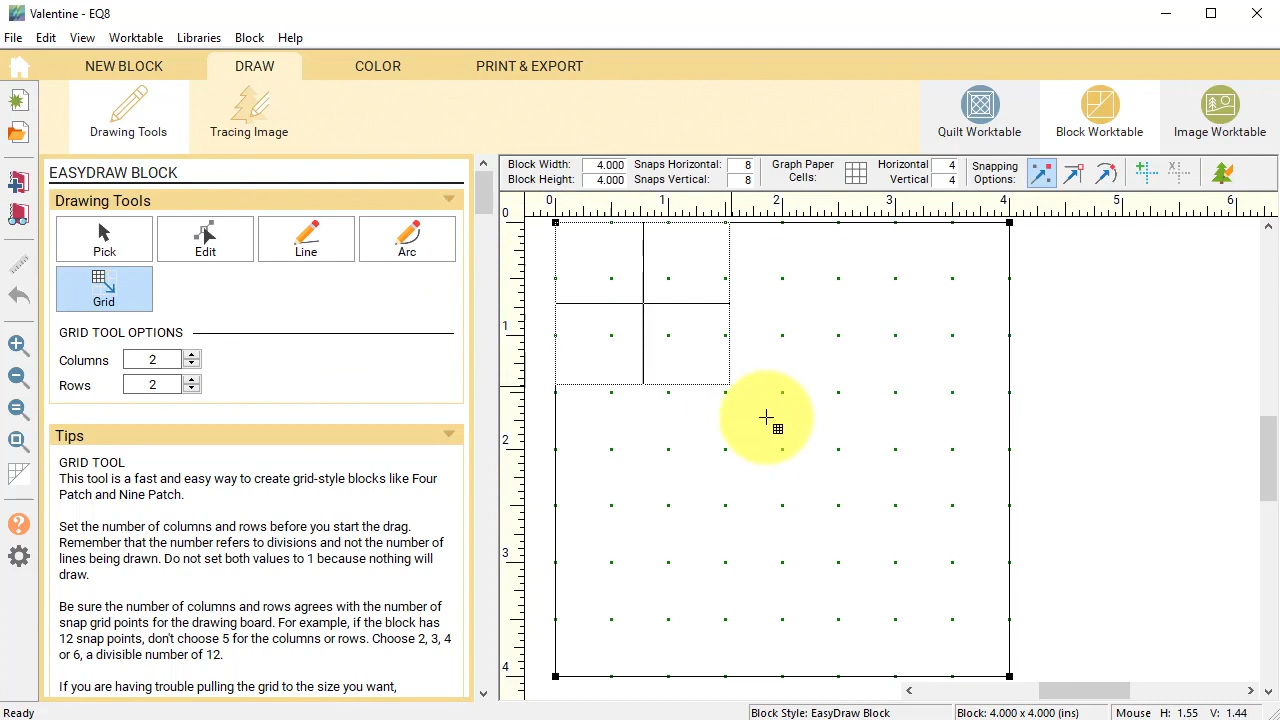 Valentine - EQ8
File Edit View Worktable Libraries Block Help
NEW BLOCK DRAW COLOR PRINT & EXPORT
Drawing Tools Tracing Image Quilt Worktable Block Worktable Image Worktable
EASYDRAW BLOCK
Block Width: 4.000 Snaps Horizontal: 8 Graph Paper Horizontal 4 Snapping
Block Height: 4.000 Snaps Vertical: 8 Cells: Vertical 4 Options:
Drawing Tools
0 1 2 3 4 5 6
0
Pick Edit Line Arc
Grid
GRID TOOL OPTIONS
1
Columns 2
Rows 2
Tips
2
GRID TOOL
This tool is a fast and easy way to create grid-style blocks like Four
Patch and Nine Patch.
Set the number of columns and rows before you start the drag.
Remember that the number refers to divisions and not the number of
lines being drawn. Do not set both values to 1 because nothing will
draw.
3
Be sure the number of columns and rows agrees with the number of
snap grid points for the drawing board. For example, if the block has
12 snap points, don't choose 5 for the columns or rows. Choose 2, 3, 4
or 6, a divisible number of 12.
4
If you are having trouble pulling the grid to the size you want,
Ready Block Style: EasyDraw Block Block: 4.000 x 4.000 (ins) Mouse H: 1.55 V: 1.44